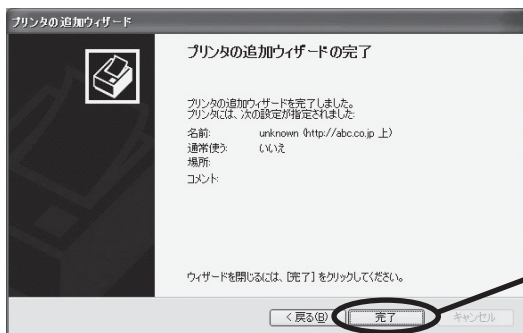 プリンタの追加ウィザード
プリンタの追加ウィザードの完了
プリンタの追加ウィザードを完了しました。
プリンタには、次の設定が指定されました:
名前: unknown (http://abc.co.jp 上)
通常使う: いいえ
場所:
コメント:
ウィザードを閉じるには、[完了] をクリックしてください。
< 戻る(B) 完了 キャンセル